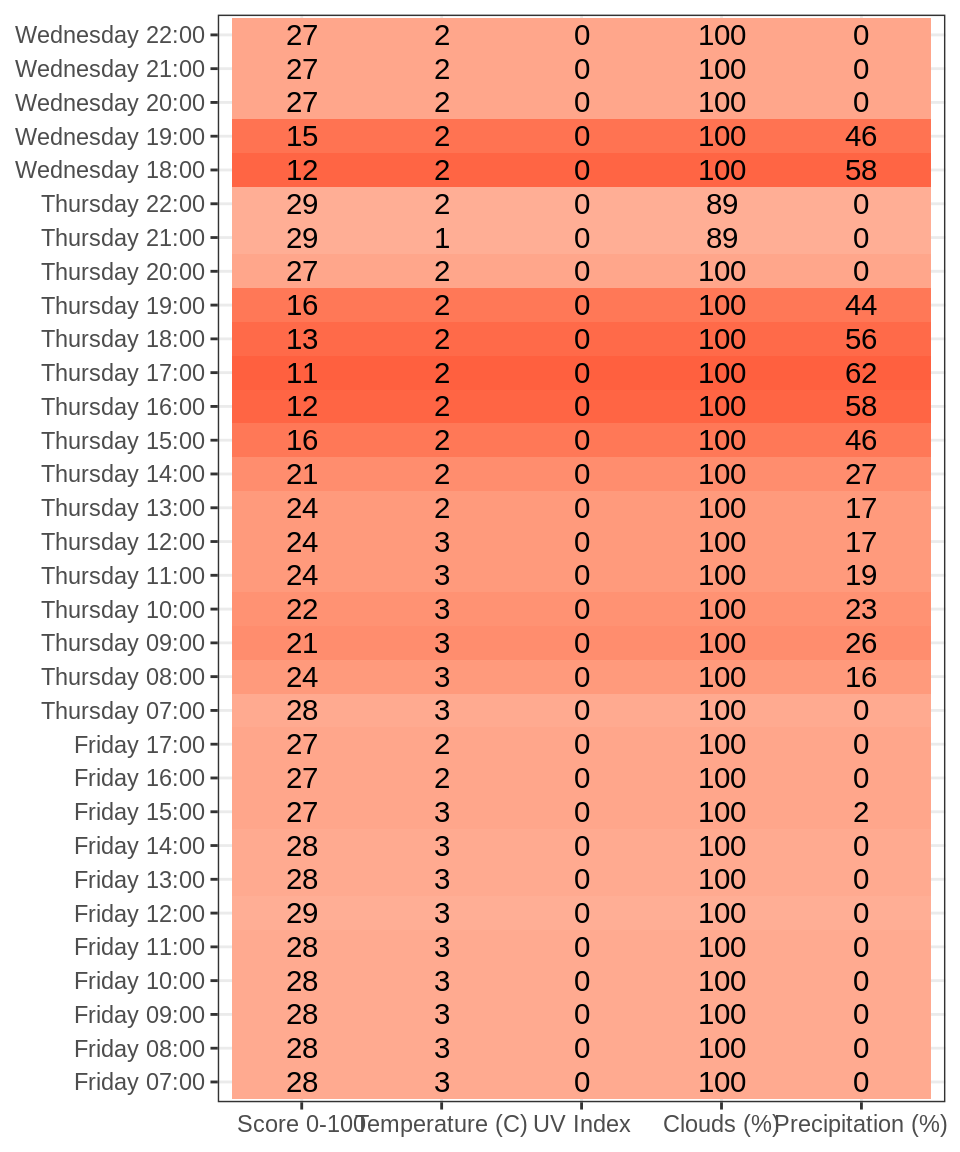 Wednesday 22:00 27 2 0 100 0
Wednesday 21:00 27 2 0 100 0
Wednesday 20:00 27 2 0 100 0
Wednesday 19:00 15 2 0 100 46
Wednesday 18:00 12 2 0 100 58
Thursday 22:00 29 2 0 89 0
Thursday 21:00 29 1 0 89 0
Thursday 20:00 27 2 0 100 0
Thursday 19:00 16 2 0 100 44
Thursday 18:00 13 2 0 100 56
Thursday 17:00 11 2 0 100 62
Thursday 16:00 12 2 0 100 58
Thursday 15:00 16 2 0 100 46
Thursday 14:00 21 2 0 100 27
Thursday 13:00 24 2 0 100 17
Thursday 12:00 24 3 0 100 17
Thursday 11:00 24 3 0 100 19
Thursday 10:00 22 3 0 100 23
Thursday 09:00 21 3 0 100 26
Thursday 08:00 24 3 0 100 16
Thursday 07:00 28 3 0 100 0
Friday 17:00 27 2 0 100 0
Friday 16:00 27 2 0 100 0
Friday 15:00 27 3 0 100 2
Friday 14:00 28 3 0 100 0
Friday 13:00 28 3 0 100 0
Friday 12:00 29 3 0 100 0
Friday 11:00 28 3 0 100 0
Friday 10:00 28 3 0 100 0
Friday 09:00 28 3 0 100 0
Friday 08:00 28 3 0 100 0
Friday 07:00 28 3 0 100 0
Score 0-100 Temperature (C) UV Index Clouds (%) Precipitation (%)